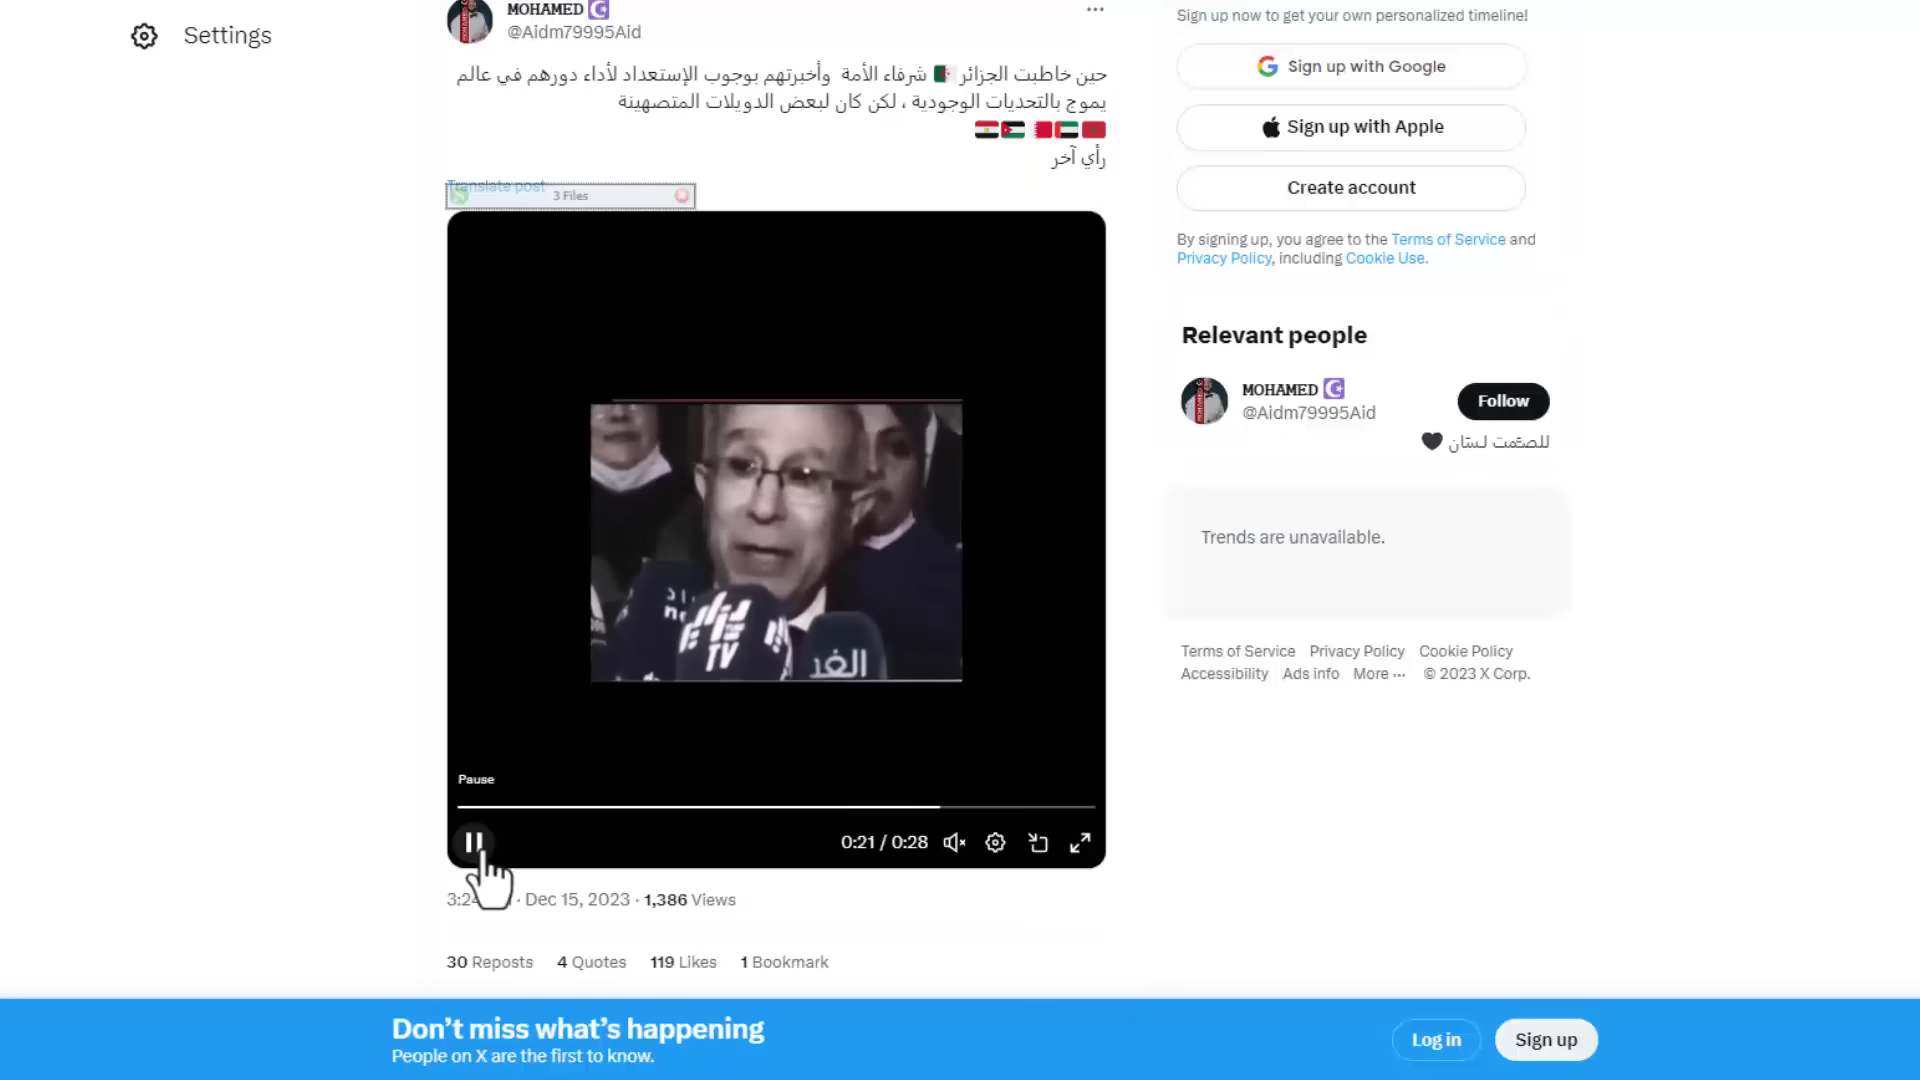 Settings
MOHAMED
@Aidm79995Aid
حين خاطبت الجزائر شرفاء الأمة وأخبرتهم بوجوب الإستعداد لأداء دورهم في عالم
يموج بالتحديات الوجودية ، لكن كان لبعض الدويلات المتصهينة
رأي آخر
Translate post
3 Files
TV
الغد
Pause
0:21 / 0:28
· Dec 15, 2023 · 1,386 Views
30 Reposts 4 Quotes 119 Likes 1 Bookmark
Sign up now to get your own personalized timeline!
Sign up with Google
Sign up with Apple
Create account
By signing up, you agree to the Terms of Service and
Privacy Policy, including Cookie Use.
Relevant people
MOHAMED
@Aidm79995Aid
Follow
للصمّت لسّان
Trends are unavailable.
Terms of Service Privacy Policy Cookie Policy
Accessibility Ads info More ··· © 2023 X Corp.
Don’t miss what’s happening
People on X are the first to know.
Log in
Sign up